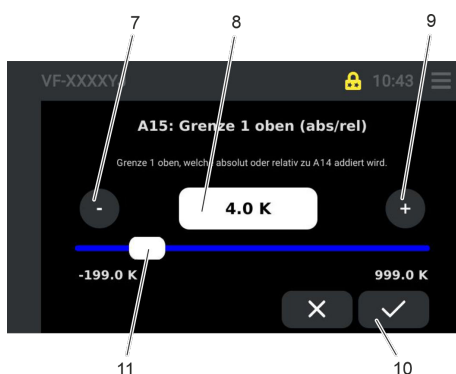 7 8 9
VF-XXXXY 10:43
A15: Grenze 1 oben (abs/rel)
Grenze 1 oben, welche absolut oder relativ zu A14 addiert wird.
- 4.0 K +
-199.0 K 999.0 K
11 10